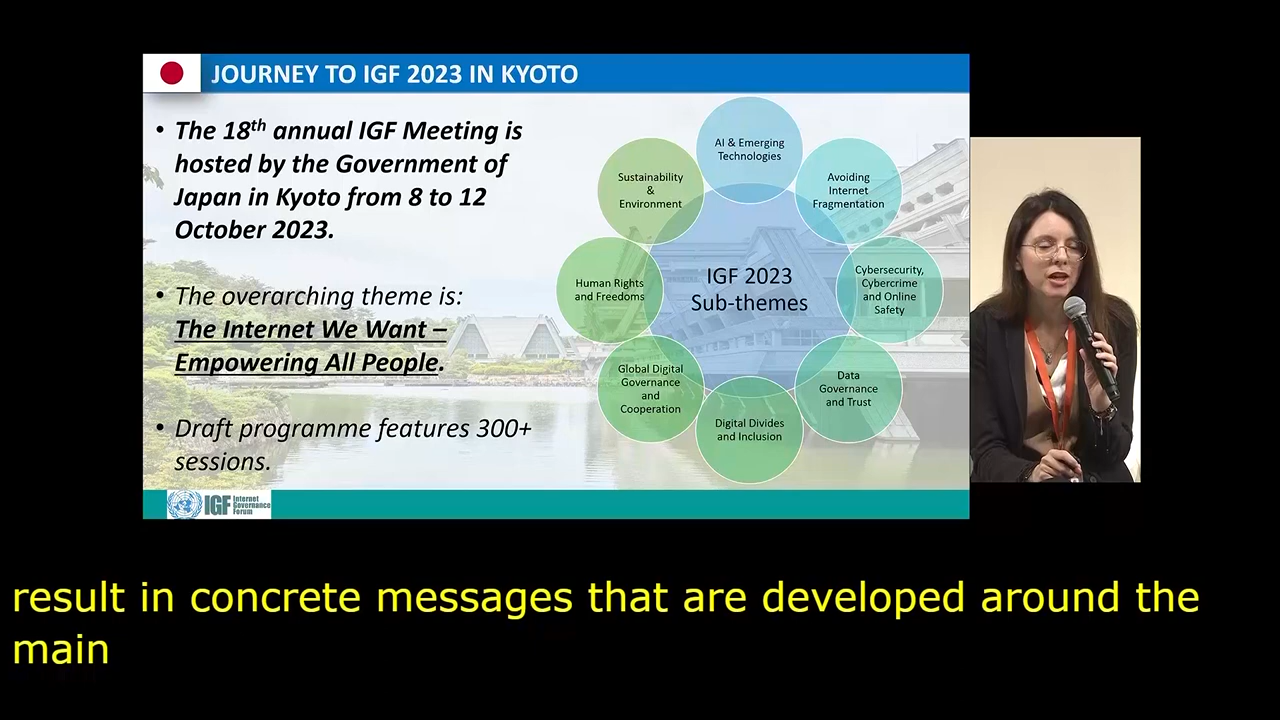 JOURNEY TO IGF 2023 IN KYOTO
• The 18th annual IGF Meeting is
hosted by the Government of
Japan in Kyoto from 8 to 12
October 2023.
• The overarching theme is:
The Internet We Want –
Empowering All People.
• Draft programme features 300+
sessions.
AI & Emerging
Technologies
Avoiding
Internet
Fragmentation
Cybersecurity,
Cybercrime
and Online
Safety
Data
Governance
and Trust
Digital Divides
and Inclusion
Global Digital
Governance
and
Cooperation
Human Rights
and Freedoms
Sustainability
&
Environment
IGF 2023
Sub-themes
IGF
Internet
Governance
Forum
result in concrete messages that are developed around the
main